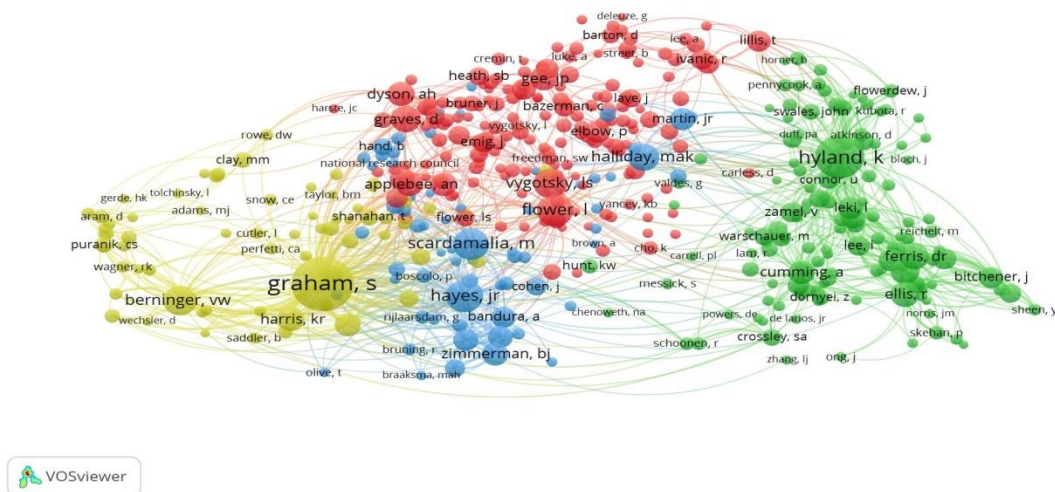 deleuze, g
barton, d
lee, a
lillis, t
cremin, t
luke, a
street, b
ivanic, r
horner, b
heath, sb
gee, jp
pennycook, a
flowerdew, j
dyson, ah
harste, jc
bruner, j
bazerman, c
lave, j
swales, john
kubota, r
graves, d
martin, jr
rowe, dw
hand, b
emig, j
vygotsky, l
elbow, p
duff, pa
atkinson, d
clay, mm
national research council
freedman, sw
halliday, mak
hyland, k
bloch, j
tolchinsky, l
snow, ce
taylor, bm
applebee, an
vygotsky, ls
valdes, g
carless, d
connor, u
gerde, hk
aram, d
adams, mj
shanahan, t
flower, ls
flower, l
yancey, kb
zamel, v
leki, i
reichelt, m
puranik, cs
cutler, l
perfetti, ca
scardamalia, m
brown, a
cho, k
carrell, pl
warschauer, m
lee, i
wagner, rk
boscolo, p
hunt, kw
lam, r
ferris, dr
graham, s
cohen, j
messick, s
cumming, a
bitchener, j
berninger, vw
hayes, jr
dornyei, z
ellis, r
wechsler, d
harris, kr
rijlaarsdam, g
bandura, a
chenoweth, na
powers, de
de larios, jr
norris, jm
sheen, y
saddler, b
bruning, r
zimmerman, bj
schoonen, r
crossley, sa
skehan, p
olive, t
braaksma, mah
zhang, lj
ong, j
VOSviewer